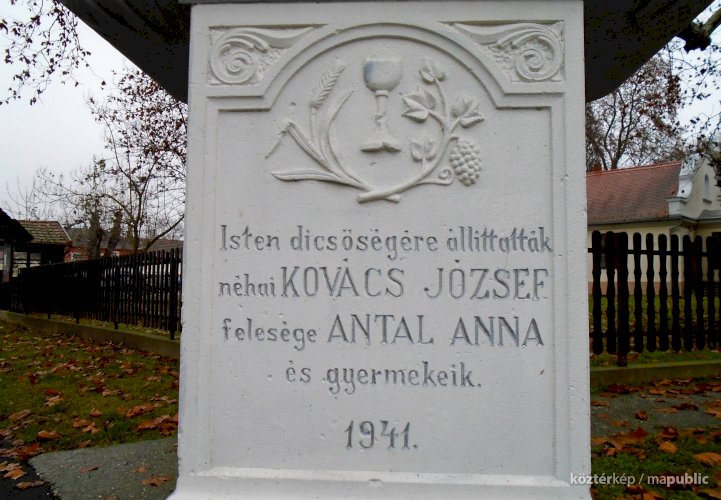 Isten dicsőségére állíttatták
néhai KOVÁCS JÓZSEF
felesége ANTAL ANNA
és gyermekeik.
1941.
köztérkép / mapublic